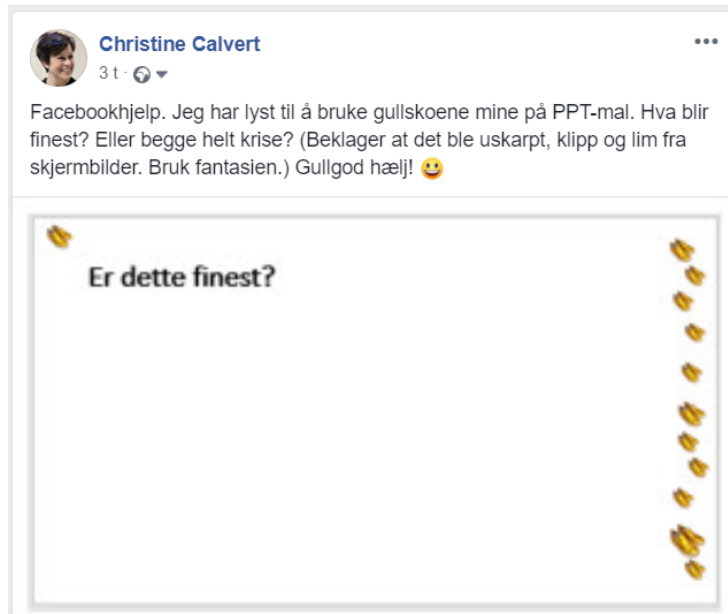 Christine Calvert
3 t ·
Facebookhjelp. Jeg har lyst til å bruke gullskoene mine på PPT-mal. Hva blir
finest? Eller begge helt krise? (Beklager at det ble uskarpt, klipp og lim fra
skjermbilder. Bruk fantasien.) Gullgod hælj! 😀
Er dette finest?